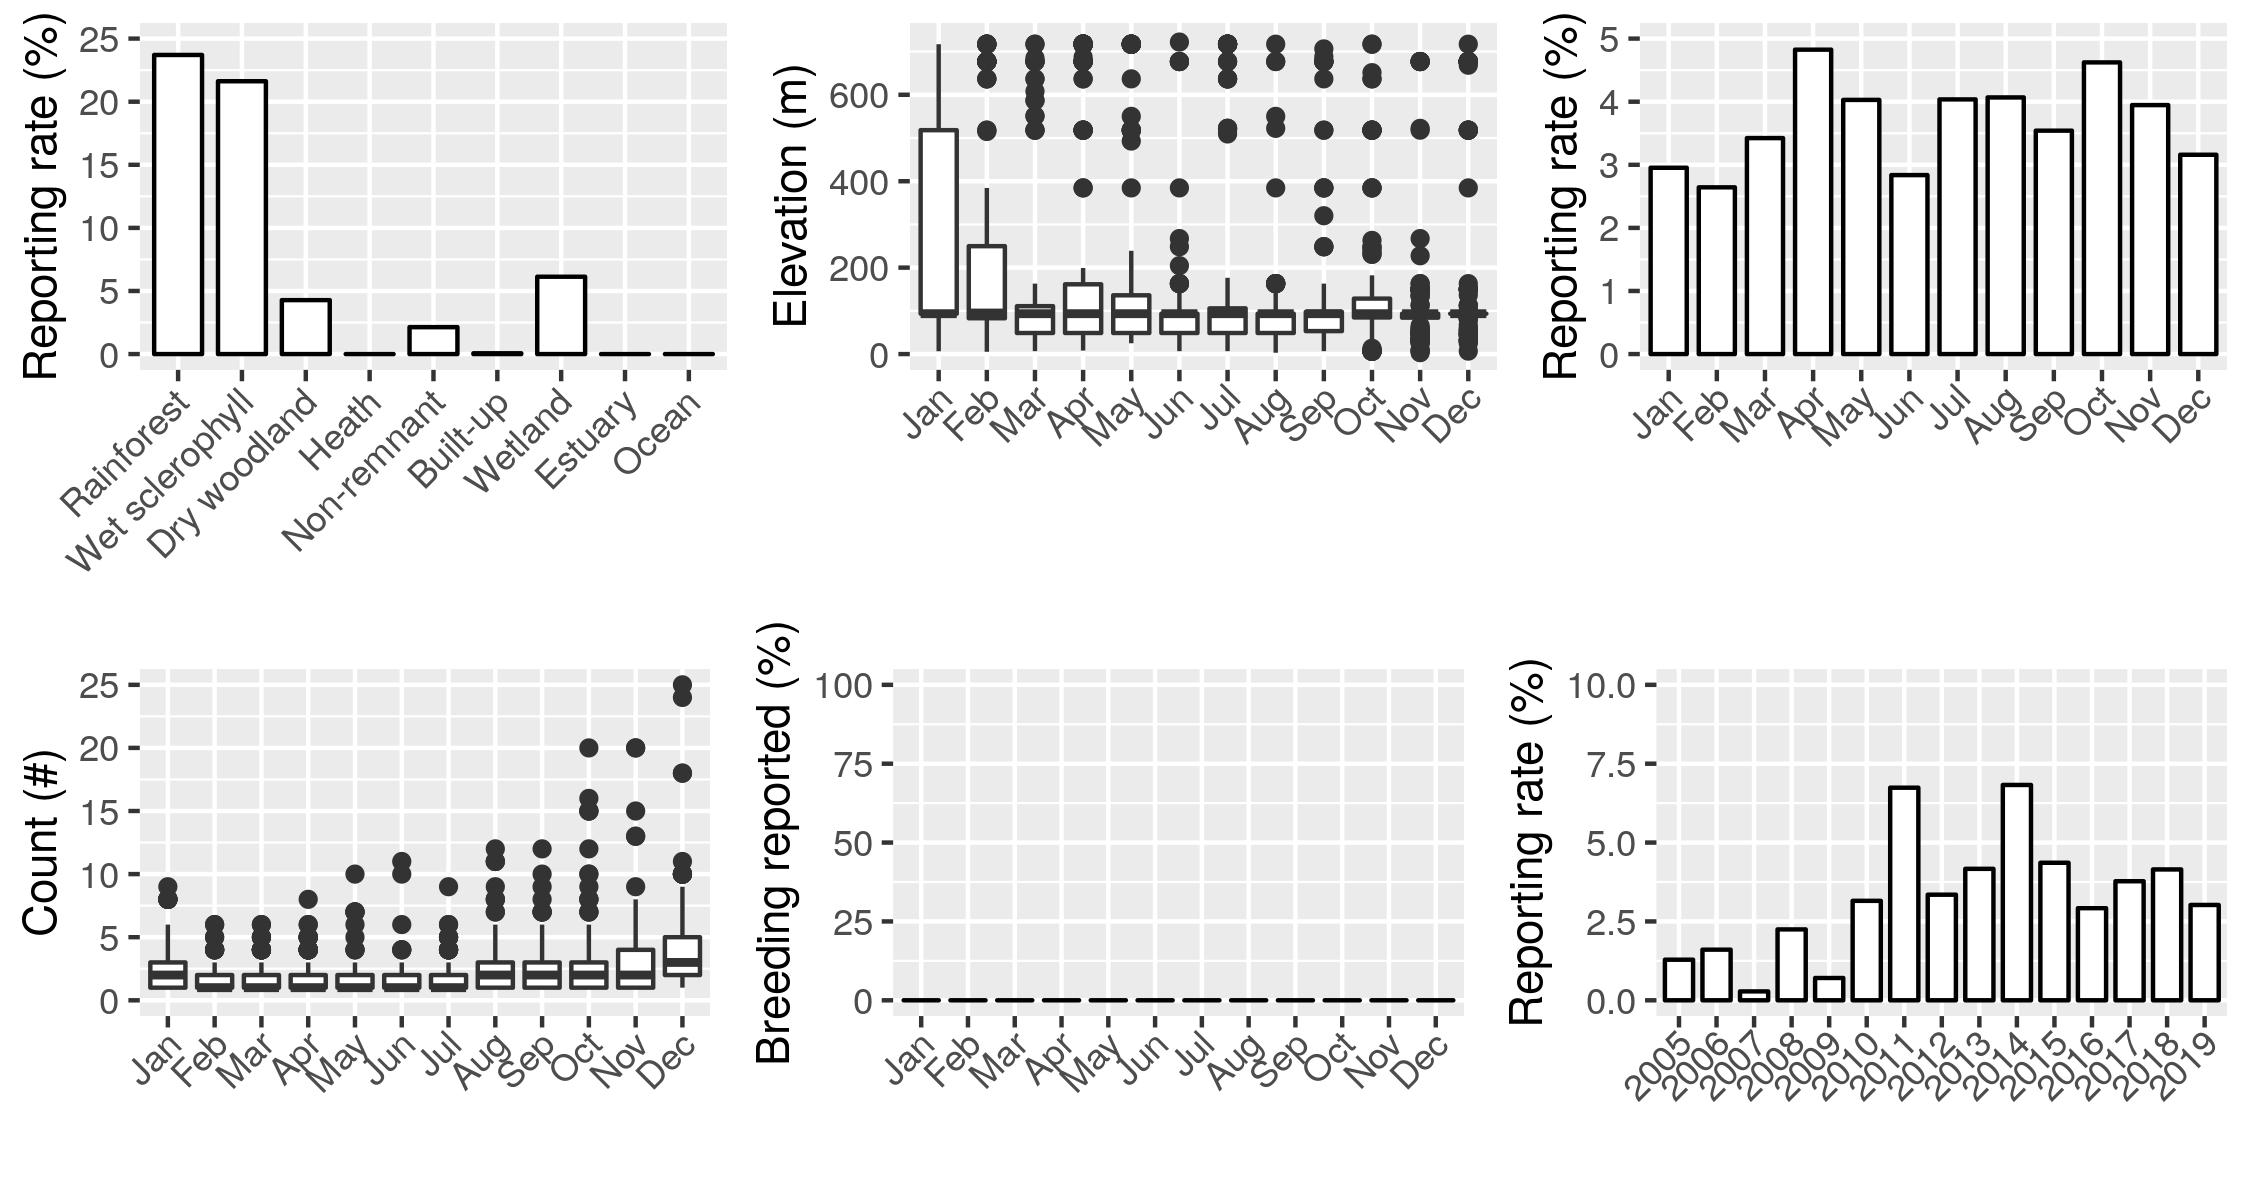 Reporting rate (%)
25
20
15
10
5
0
Rainforest
Wet sclerophyll
Dry woodland
Heath
Non-remnant
Built-up
Wetland
Estuary
Ocean
Elevation (m)
600
400
200
0
Jan
Feb
Mar
Apr
May
Jun
Jul
Aug
Sep
Oct
Nov
Dec
Reporting rate (%)
5
4
3
2
1
0
Jan
Feb
Mar
Apr
May
Jun
Jul
Aug
Sep
Oct
Nov
Dec
Count (#)
25
20
15
10
5
0
Jan
Feb
Mar
Apr
May
Jun
Jul
Aug
Sep
Oct
Nov
Dec
Breeding reported (%)
100
75
50
25
0
Jan
Feb
Mar
Apr
May
Jun
Jul
Aug
Sep
Oct
Nov
Dec
Reporting rate (%)
10.0
7.5
5.0
2.5
0.0
2005
2006
2007
2008
2009
2010
2011
2012
2013
2014
2015
2016
2017
2018
2019